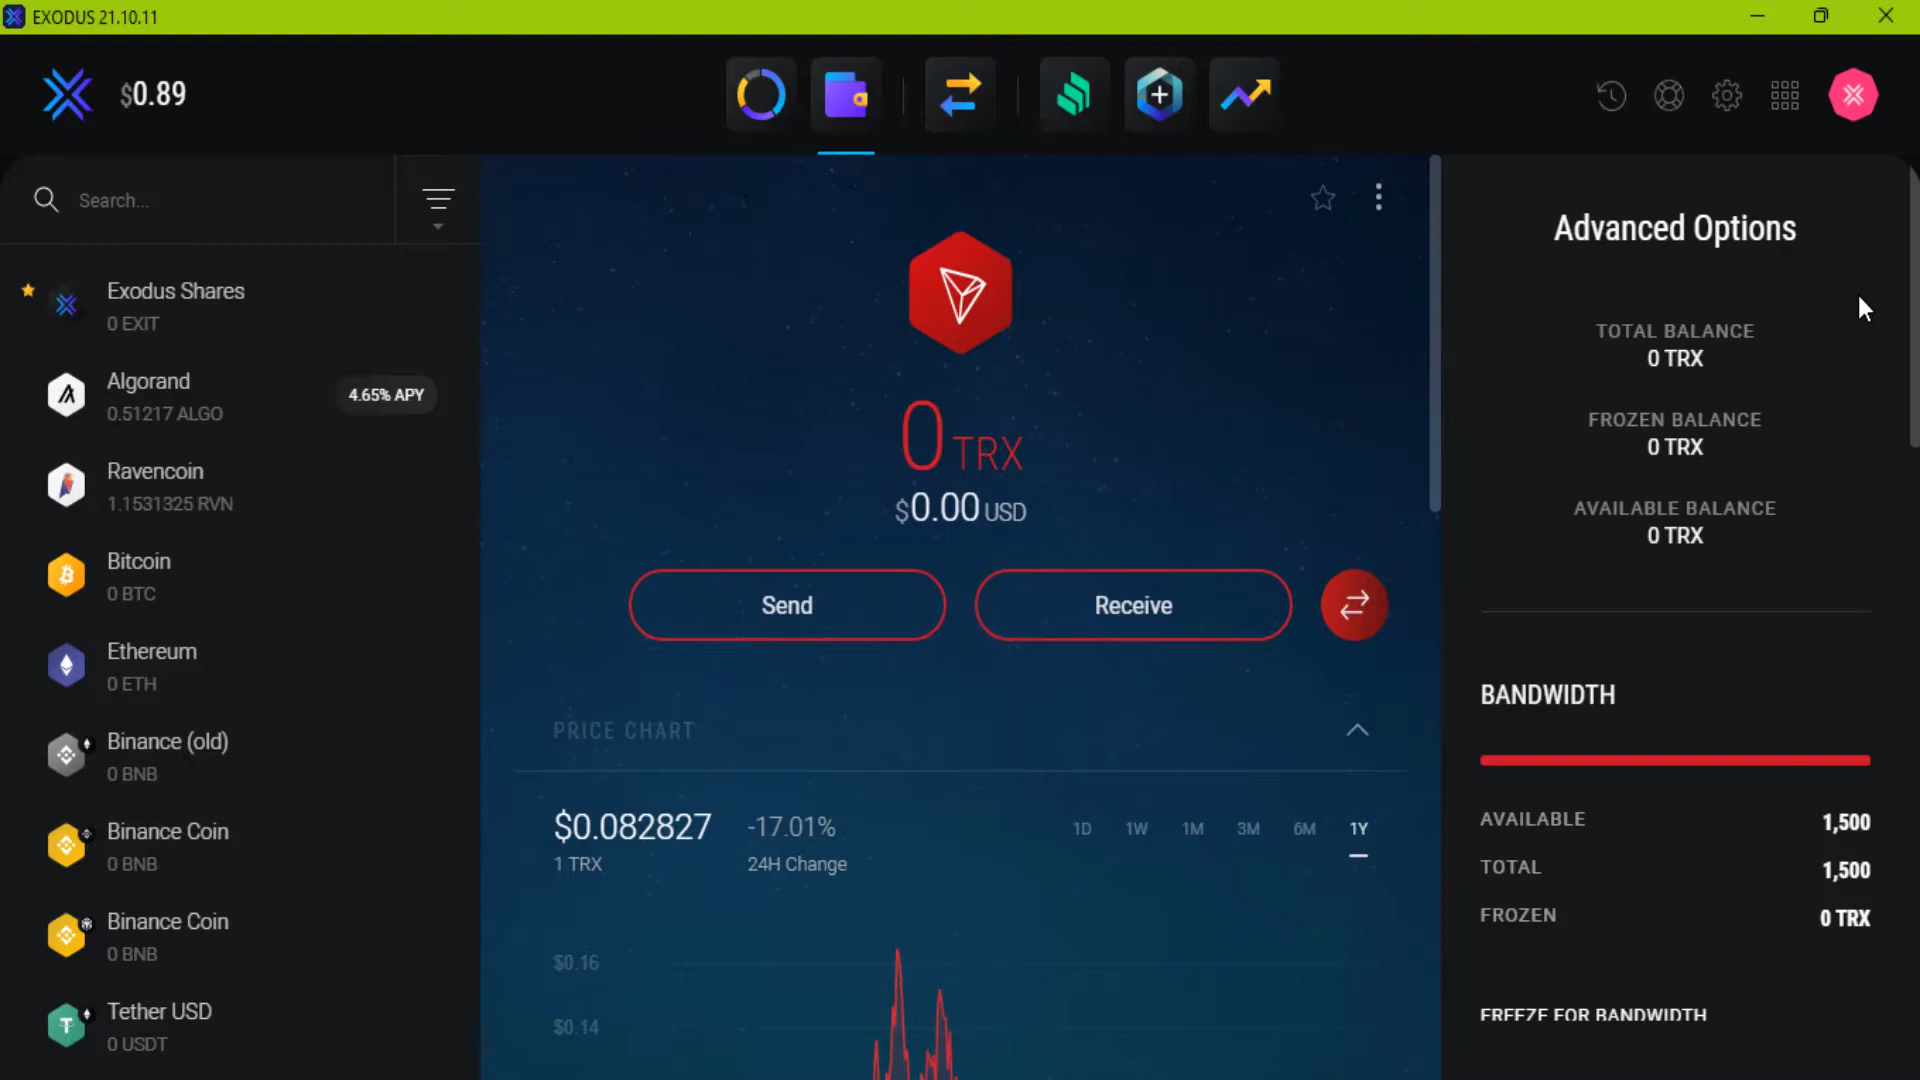 EXODUS 21.10.11
$0.89
Search...
Exodus Shares
0 EXIT
Algorand
0.51217 ALGO
4.65% APY
Ravencoin
1.1531325 RVN
Bitcoin
0 BTC
Ethereum
0 ETH
Binance (old)
0 BNB
Binance Coin
0 BNB
Binance Coin
0 BNB
Tether USD
0 USDT
0 TRX
$0.00 USD
Send
Receive
PRICE CHART
$0.082827
1 TRX
-17.01%
24H Change
1D 1W 1M 3M 6M 1Y
$0.16
$0.14
Advanced Options
TOTAL BALANCE
0 TRX
FROZEN BALANCE
0 TRX
AVAILABLE BALANCE
0 TRX
BANDWIDTH
AVAILABLE 1,500
TOTAL 1,500
FROZEN 0 TRX
FREEZE FOR BANDWIDTH